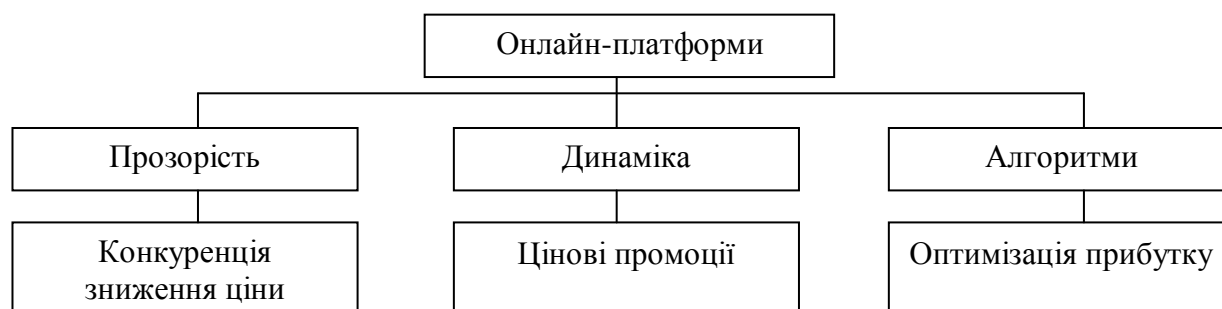 Онлайн-платформи
Прозорість
Динаміка
Алгоритми
Конкуренція
зниження ціни
Цінові промоції
Оптимізація прибутку